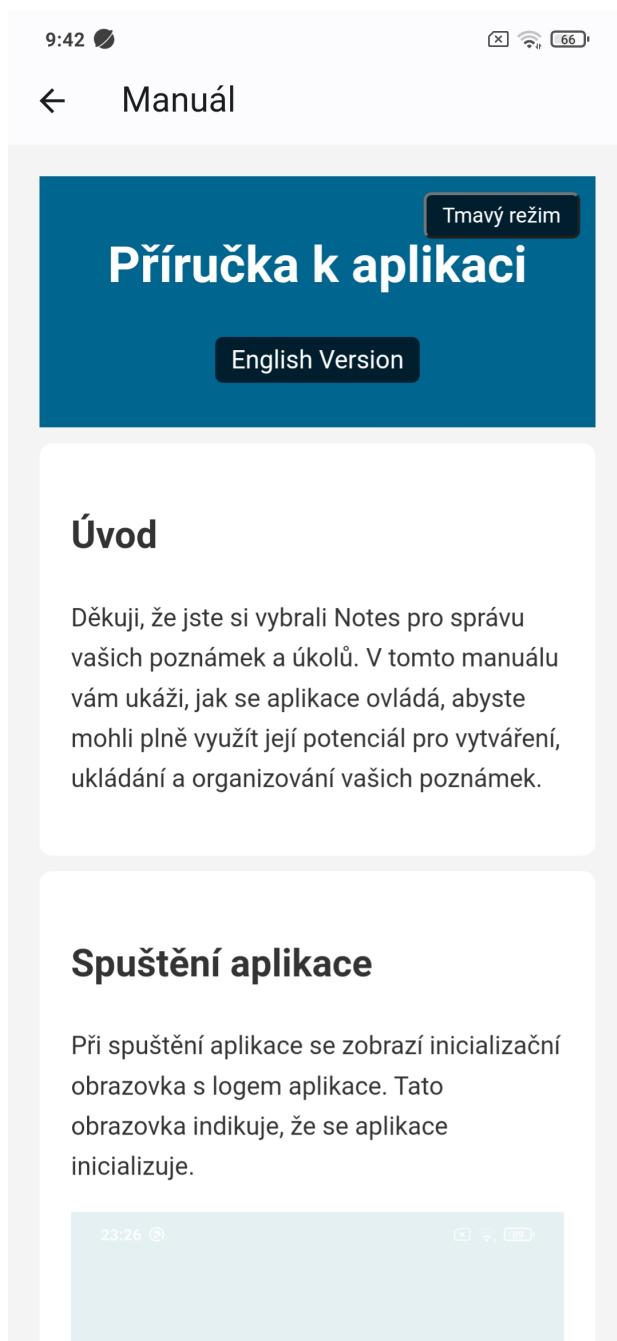 9:42
66
Manuál
Tmavý režim
Příručka k aplikaci
English Version
Úvod
Děkuji, že jste si vybrali Notes pro správu
vašich poznámek a úkolů. V tomto manuálu
vám ukáži, jak se aplikace ovládá, abyste
mohli plně využít její potenciál pro vytváření,
ukládání a organizování vašich poznámek.
Spuštění aplikace
Při spuštění aplikace se zobrazí inicializační
obrazovka s logem aplikace. Tato
obrazovka indikuje, že se aplikace
inicializuje.
23:26
89